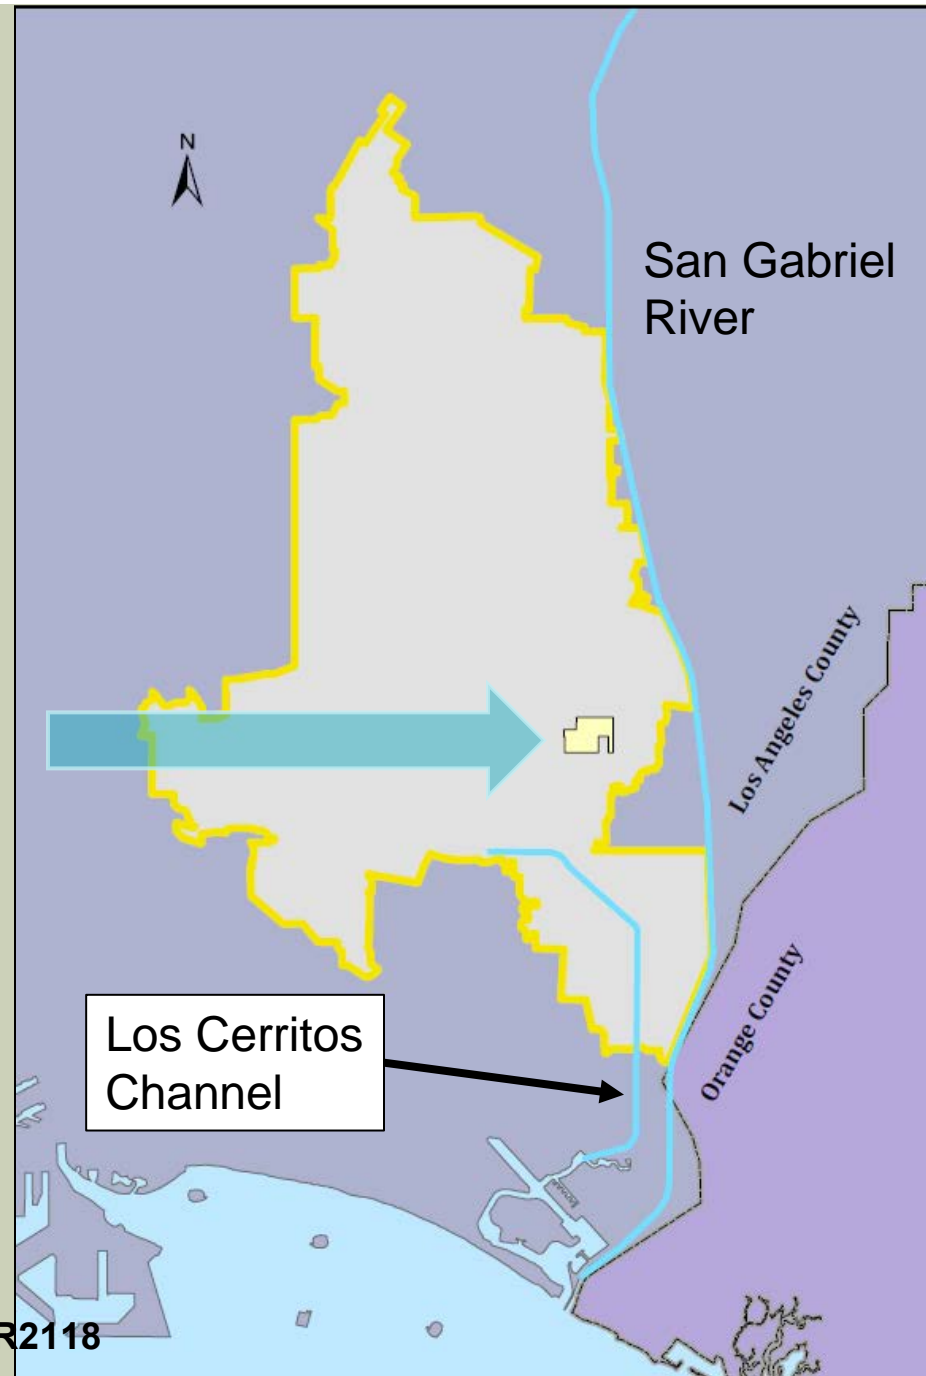 N
San Gabriel
River
Los Angeles County
Orange County
Los Cerritos
Channel
R2118